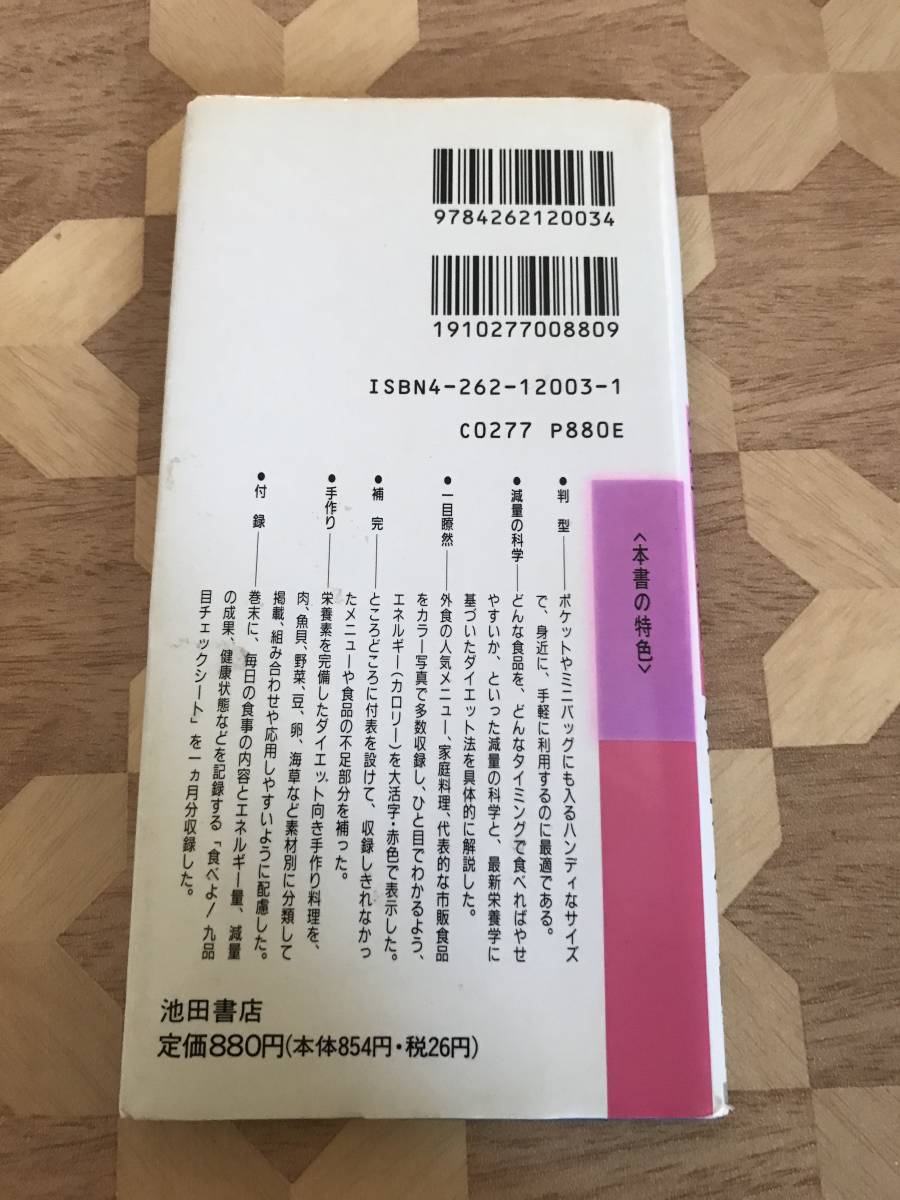 9784262120034
1910277008809
ISBN4-262-12003-1
C0277 P880E
〈本書の特色〉
●判　型――ポケットやミニバッグにも入るハンディなサイズ
で、身近に、手軽に利用するのに最適である。
●減量の科学――どんな食品を、どんなタイミングで食べればやせ
やすいか、といった減量の科学と、最新栄養学に
基づいたダイエット法を具体的に解説した。
●一目瞭然――外食の人気メニュー、家庭料理、代表的な市販食品
をカラー写真で多数収録し、ひと目でわかるよう、
エネルギー(カロリー)を大活字・赤色で表示した。
●補　完――ところどころに付表を設けて、収録しきれなかっ
たメニューや食品の不足部分を補った。
●手作り――栄養素を完備したダイエット向き手作り料理を、
肉、魚貝、野菜、豆、卵、海草など素材別に分類して
掲載、組み合わせや応用しやすいように配慮した。
●付　録――巻末に、毎日の食事の内容とエネルギー量、減量
の成果、健康状態などを記録する「食べよ！九品
目チェックシート」を一ヵ月分収録した。
池田書店
定価880円(本体854円・税26円)